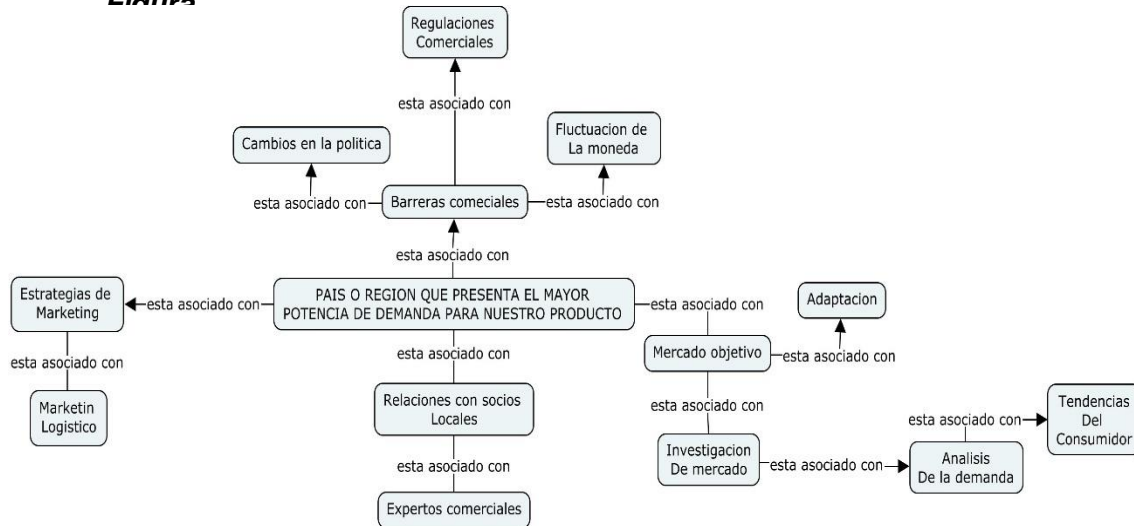 Figura
Regulaciones
Comerciales
esta asociado con
Cambios en la politica
Fluctuacion de
La moneda
esta asociado con
Barreras comeciales
esta asociado con
esta asociado con
Estrategias de
Marketing
esta asociado con
PAIS O REGION QUE PRESENTA EL MAYOR
POTENCIA DE DEMANDA PARA NUESTRO PRODUCTO
esta asociado con
Adaptacion
Mercado objetivo
esta asociado con
esta asociado con
Marketin
Logistico
esta asociado con
Relaciones con socios
Locales
esta asociado con
Investigacion
De mercado
esta asociado con
Analisis
De la demanda
esta asociado con
Tendencias
Del
Consumidor
esta asociado con
Expertos comerciales